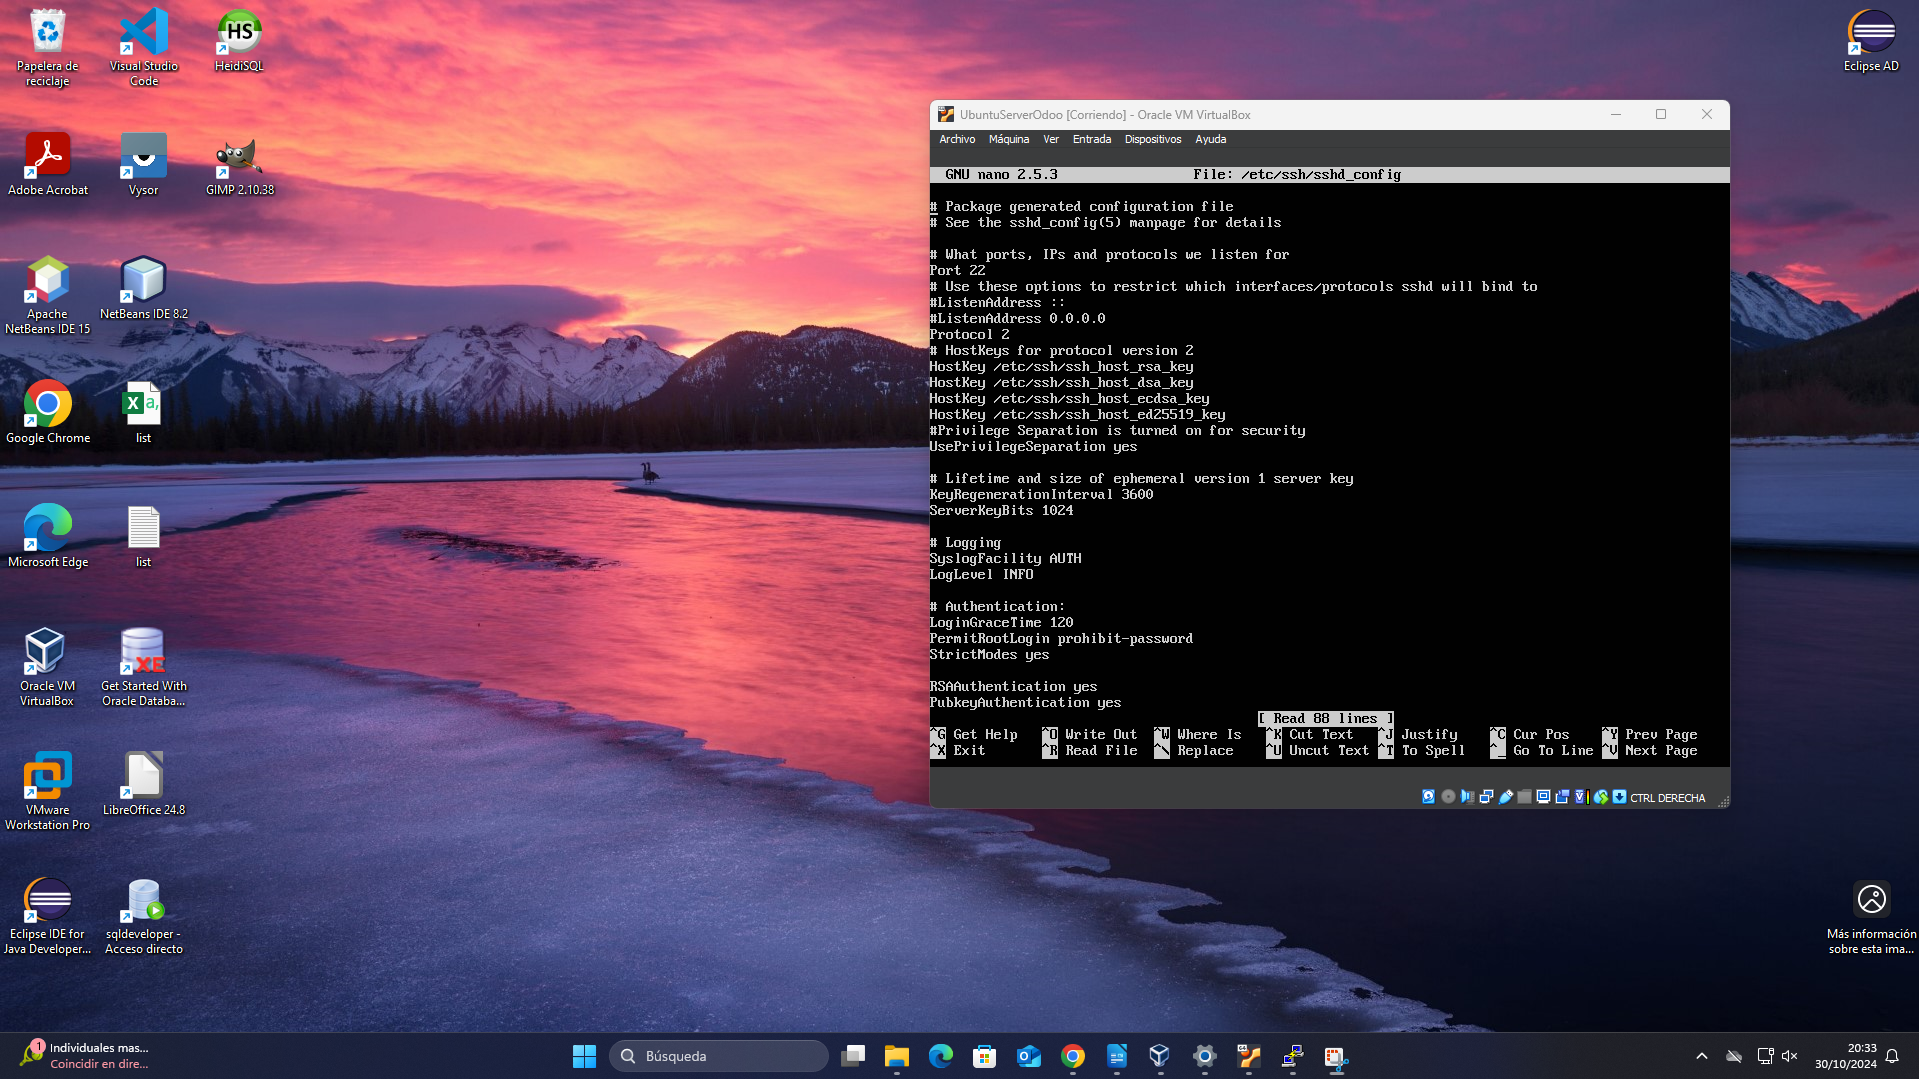 Papelera de
reciclaje
Visual Studio
Code
HS
HeidiSQL
Eclipse AD
Adobe Acrobat
Vysor
GIMP 2.10.38
Apache
NetBeans IDE 15
NetBeans IDE 8.2
Google Chrome
list
Microsoft Edge
list
Oracle VM
VirtualBox
Get Started With
Oracle Databa...
VMware
Workstation Pro
LibreOffice 24.8
Eclipse IDE for
Java Developer...
sqldeveloper -
Acceso directo
UbuntuServerOdoo [Corriendo] - Oracle VM VirtualBox
Archivo Máquina Ver Entrada Dispositivos Ayuda
GNU nano 2.5.3 File: /etc/ssh/sshd_config
# Package generated configuration file
# See the sshd_config(5) manpage for details
# What ports, IPs and protocols we listen for
Port 22
# Use these options to restrict which interfaces/protocols sshd will bind to
#ListenAddress ::
#ListenAddress 0.0.0.0
Protocol 2
# HostKeys for protocol version 2
HostKey /etc/ssh/ssh_host_rsa_key
HostKey /etc/ssh/ssh_host_dsa_key
HostKey /etc/ssh/ssh_host_ecdsa_key
HostKey /etc/ssh/ssh_host_ed25519_key
#Privilege Separation is turned on for security
UsePrivilegeSeparation yes
# Lifetime and size of ephemeral version 1 server key
KeyRegenerationInterval 3600
ServerKeyBits 1024
# Logging
SyslogFacility AUTH
LogLevel INFO
# Authentication:
LoginGraceTime 120
PermitRootLogin prohibit-password
StrictModes yes
RSAAuthentication yes
PubkeyAuthentication yes
[ Read 88 lines ]
^G Get Help ^O Write Out ^W Where Is ^K Cut Text ^J Justify ^C Cur Pos ^Y Prev Page
^X Exit ^R Read File ^\ Replace ^U Uncut Text ^T To Spell ^_ Go To Line ^V Next Page
CTRL DERECHA
Más información
sobre esta ima...
1
Individuales mas...
Coincidir en dire...
Búsqueda
20:33
30/10/2024